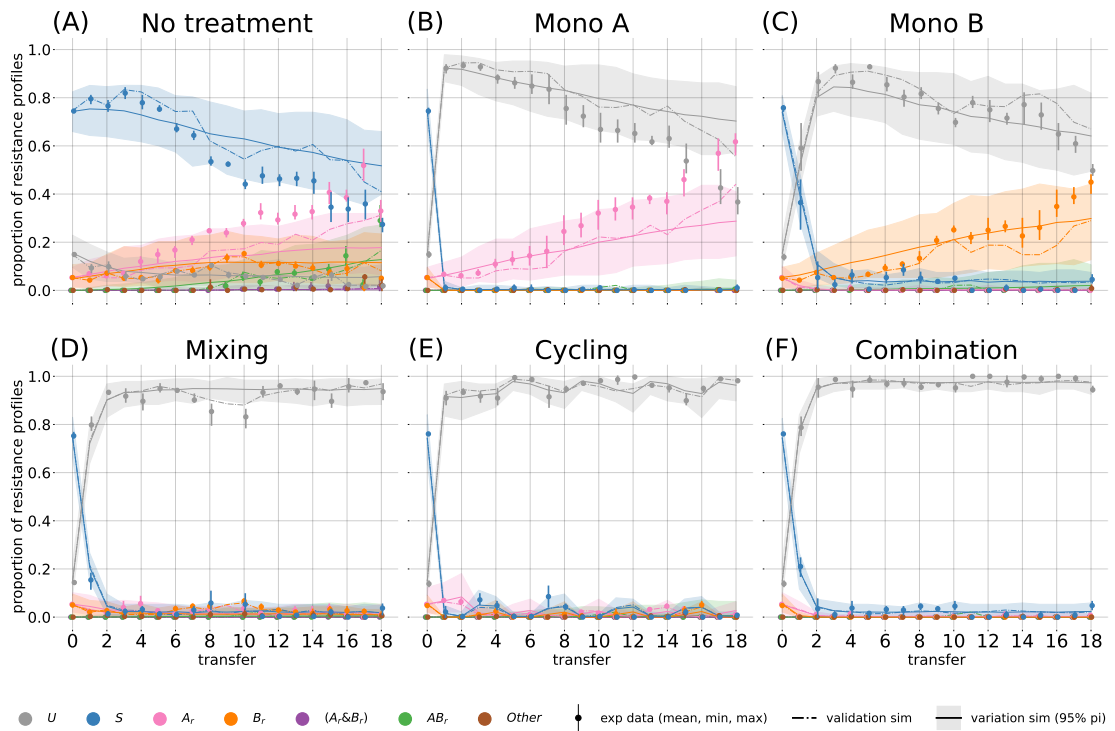 (A) No treatment
(B) Mono A
(C) Mono B
proportion of resistance profiles
1.0
0.8
0.6
0.4
0.2
0.0
(D) Mixing
(E) Cycling
(F) Combination
proportion of resistance profiles
1.0
0.8
0.6
0.4
0.2
0.0
0 2 4 6 8 10 12 14 16 18
0 2 4 6 8 10 12 14 16 18
0 2 4 6 8 10 12 14 16 18
transfer
transfer
transfer
U S Ar Br (Ar&Br) ABr Other exp data (mean, min, max) validation sim variation sim (95% pi)